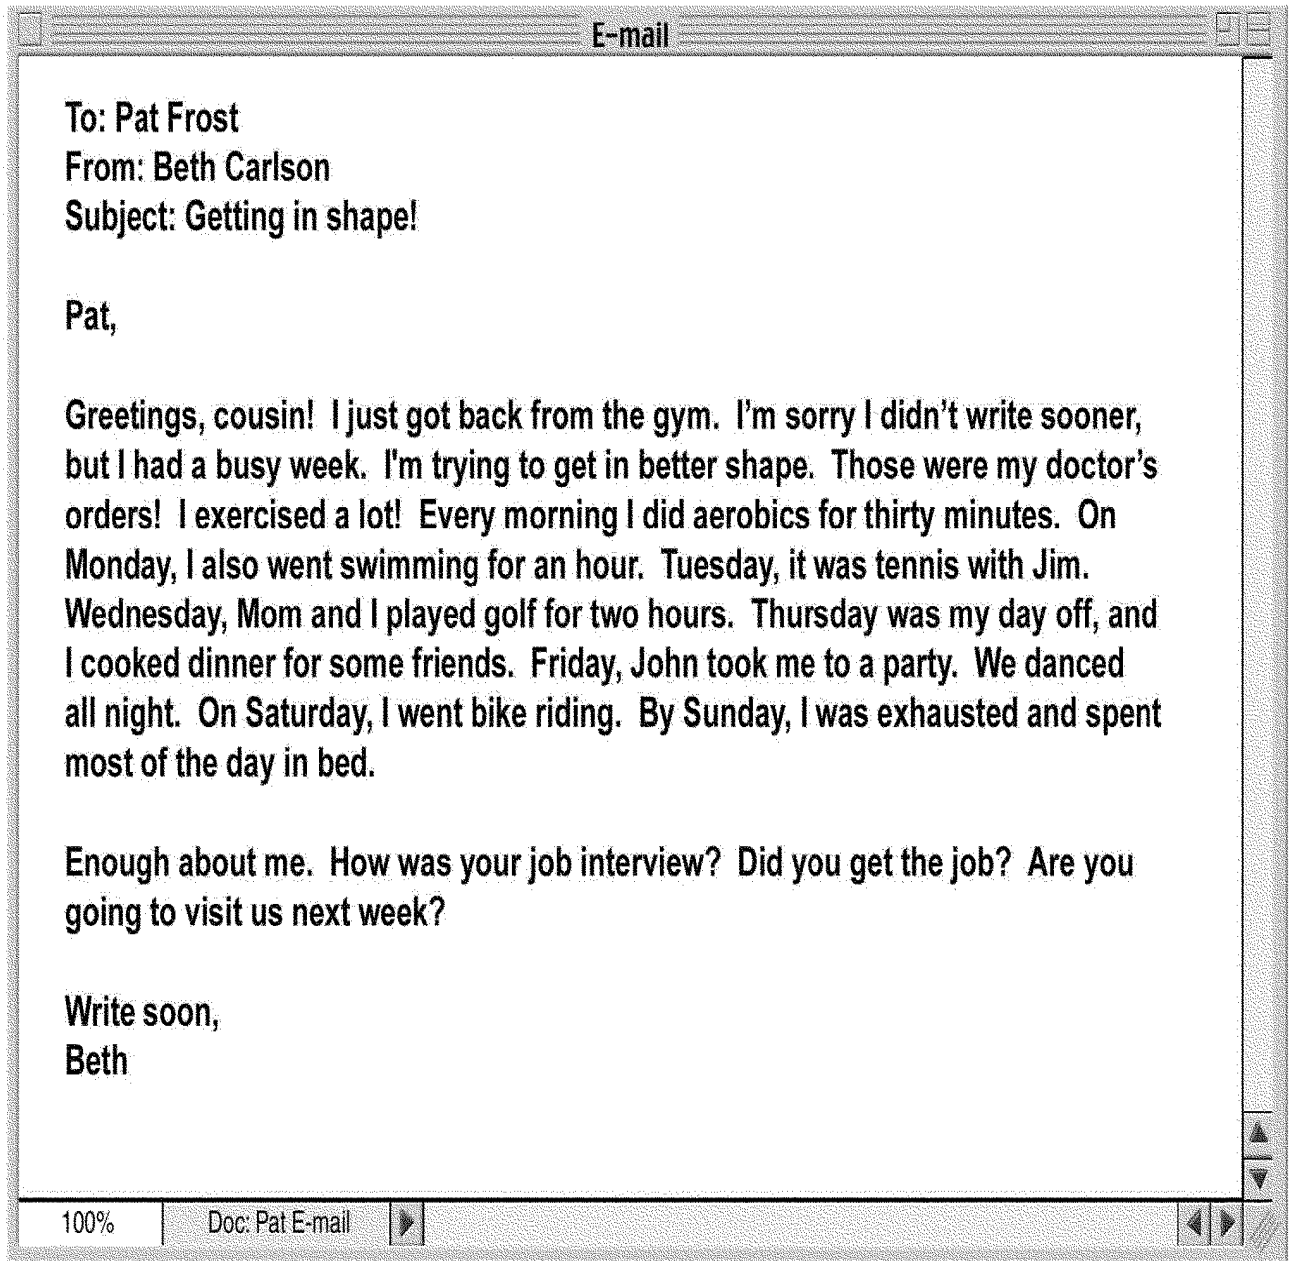 E-mail
To: Pat Frost
From: Beth Carlson
Subject: Getting in shape!
Pat,
Greetings, cousin!  I just got back from the gym.  I'm sorry I didn't write sooner,
but I had a busy week.  I'm trying to get in better shape.  Those were my doctor's
orders!  I exercised a lot!  Every morning I did aerobics for thirty minutes.  On
Monday, I also went swimming for an hour.  Tuesday, it was tennis with Jim.
Wednesday, Mom and I played golf for two hours.  Thursday was my day off, and
I cooked dinner for some friends.  Friday, John took me to a party.  We danced
all night.  On Saturday, I went bike riding.  By Sunday, I was exhausted and spent
most of the day in bed.
Enough about me.  How was your job interview?  Did you get the job?  Are you
going to visit us next week?
Write soon,
Beth
100% Doc: Pat E-mail